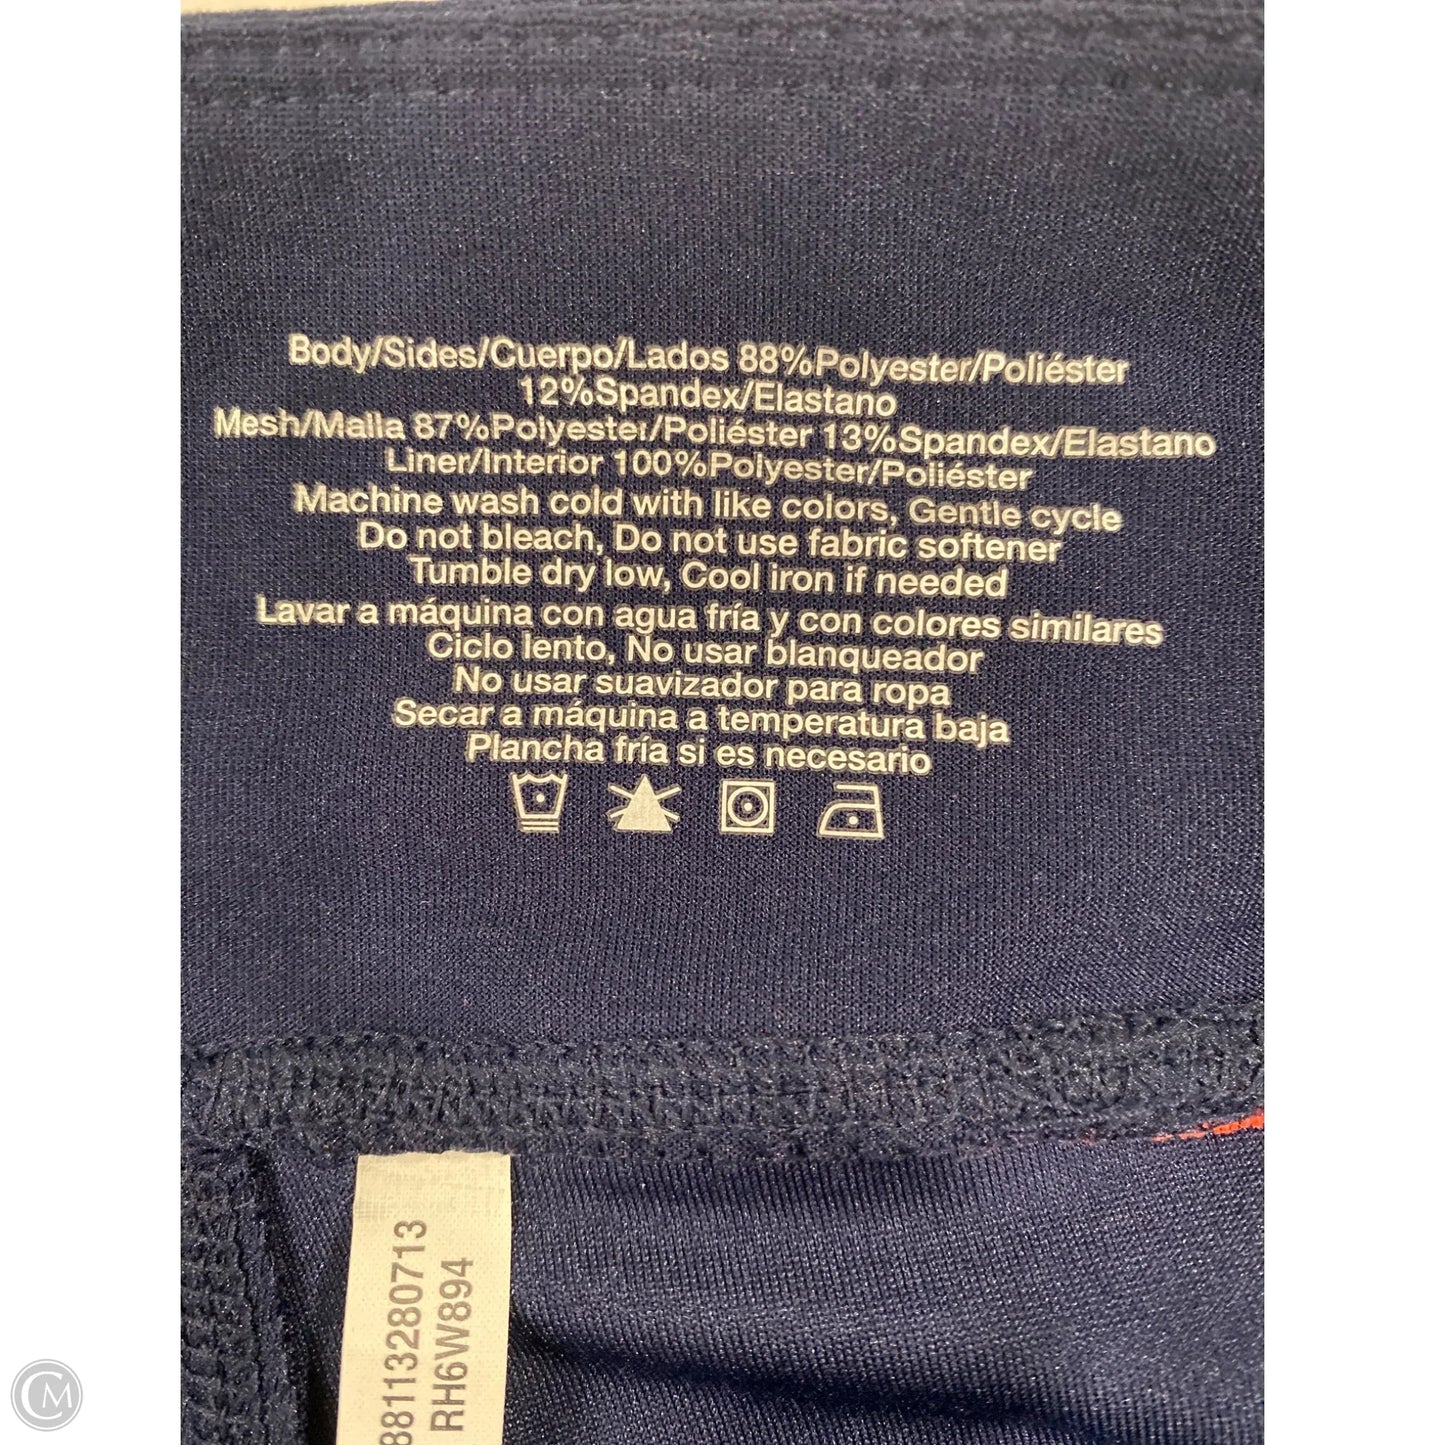 Body/Sides/Cuerpo/Lados 88%Polyester/Poliéster
12%Spandex/Elastano
Mesh/Malla 87%Polyester/Poliéster 13%Spandex/Elastano
Liner/Interior 100%Polyester/Poliéster
Machine wash cold with like colors, Gentle cycle
Do not bleach, Do not use fabric softener
Tumble dry low, Cool iron if needed
Lavar a máquina con agua fría y con colores similares
Ciclo lento, No usar blanqueador
No usar suavizador para ropa
Secar a máquina a temperatura baja
Plancha fría si es necesario
88113280713
RH6W894
CM